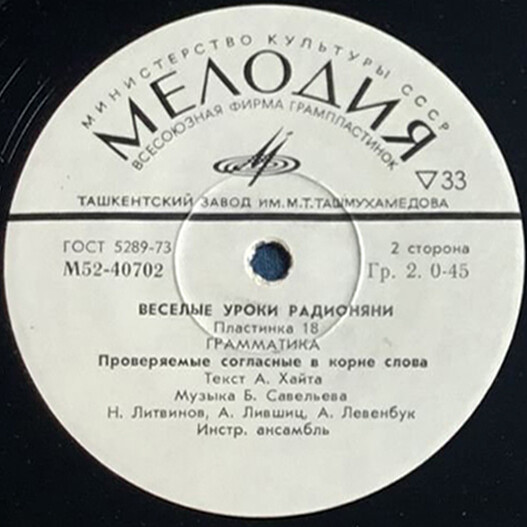 МИНИСТЕРСТВО КУЛЬТУРЫ СССР
МЕЛОДИЯ
ВСЕСОЮЗНАЯ ФИРМА ГРАМПЛАСТИНОК
▽33
ТАШКЕНТСКИЙ ЗАВОД ИМ. М.Т. ТАШМУХАМЕДОВА
ГОСТ 5289-73
2 сторона
М52-40702
Гр. 2. 0-45
ВЕСЕЛЫЕ УРОКИ РАДИОНЯНИ
Пластинка 18
ГРАММАТИКА
Проверяемые согласные в корне слова
Текст А. Хайта
Музыка Б. Савельева
Н. Литвинов, А. Лившиц, А. Левенбук
Инстр. ансамбль